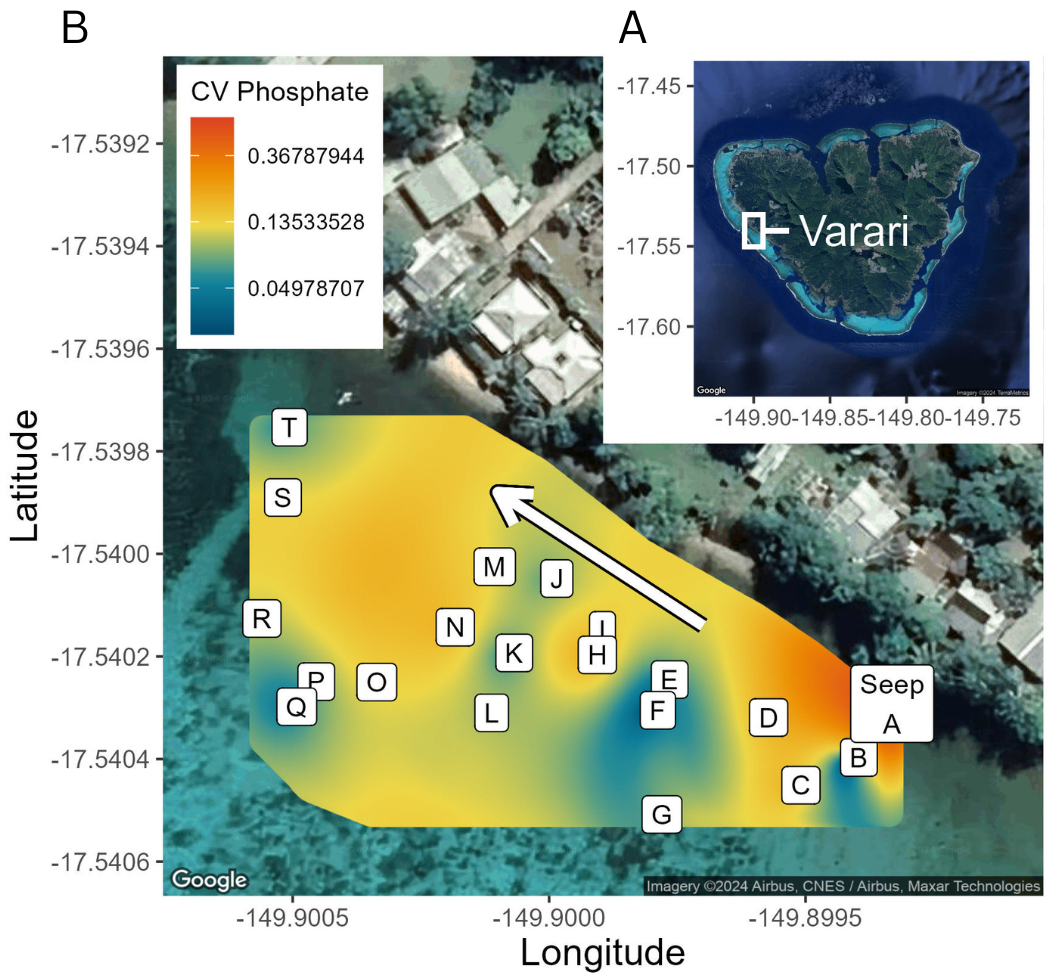 B
A
CV Phosphate
0.36787944
0.13533528
0.04978707
-17.5392
-17.5394
-17.5396
-17.5398
-17.5400
-17.5402
-17.5404
-17.5406
Latitude
-17.45
-17.50
-17.55
-17.60
Varari
Google
Imagery ©2024 TerraMetrics
-149.90
-149.85
-149.80
-149.75
T
S
M
J
R
N
I
K
H
P
O
E
Q
L
F
D
Seep
A
B
C
G
Google
Imagery ©2024 Airbus, CNES / Airbus, Maxar Technologies
-149.9005
-149.9000
-149.8995
Longitude